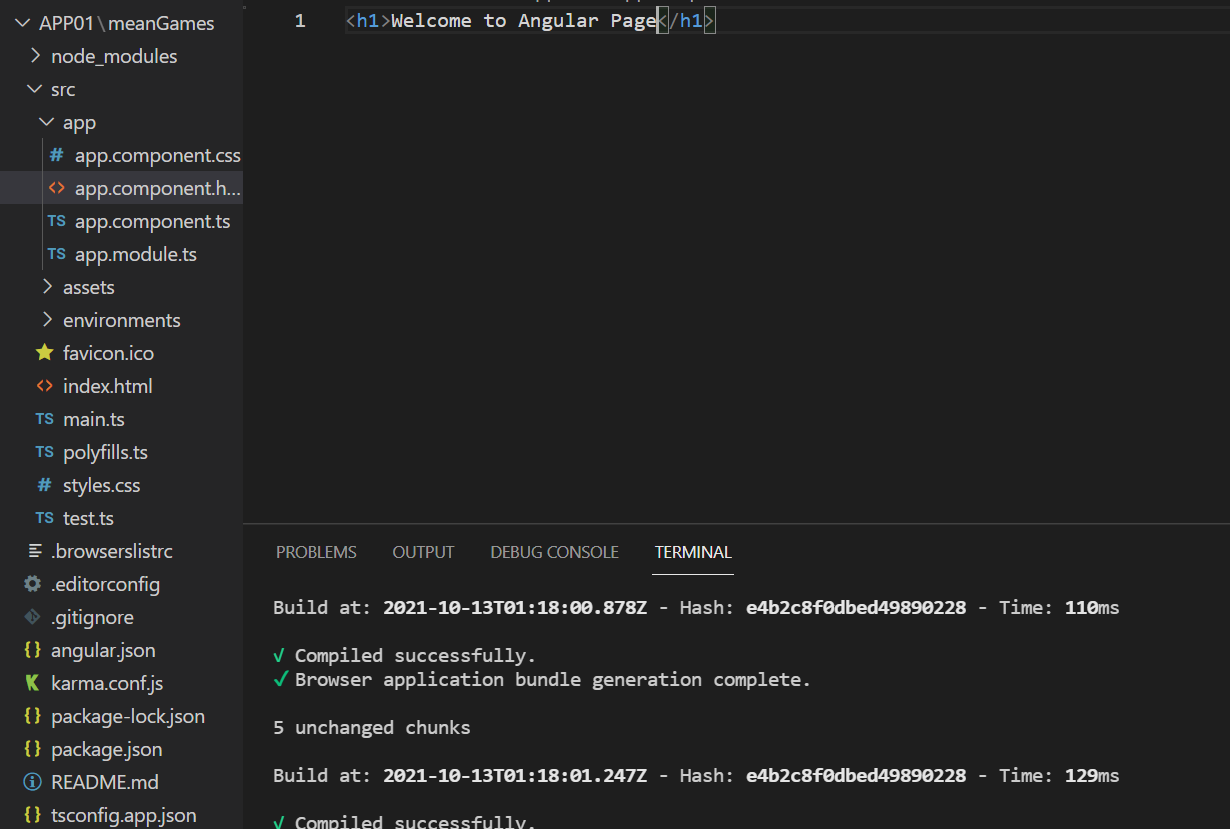 APP01\meanGames
node_modules
src
app
app.component.css
app.component.h...
app.component.ts
app.module.ts
assets
environments
favicon.ico
index.html
main.ts
polyfills.ts
styles.css
test.ts
.browserslistrc
.editorconfig
.gitignore
angular.json
karma.conf.js
package-lock.json
package.json
README.md
tsconfig.app.json
1 <h1>Welcome to Angular Page</h1>
PROBLEMS OUTPUT DEBUG CONSOLE TERMINAL
Build at: 2021-10-13T01:18:00.878Z - Hash: e4b2c8f0dbed49890228 - Time: 110ms
√ Compiled successfully.
✓ Browser application bundle generation complete.
5 unchanged chunks
Build at: 2021-10-13T01:18:01.247Z - Hash: e4b2c8f0dbed49890228 - Time: 129ms
√ Compiled successfully.